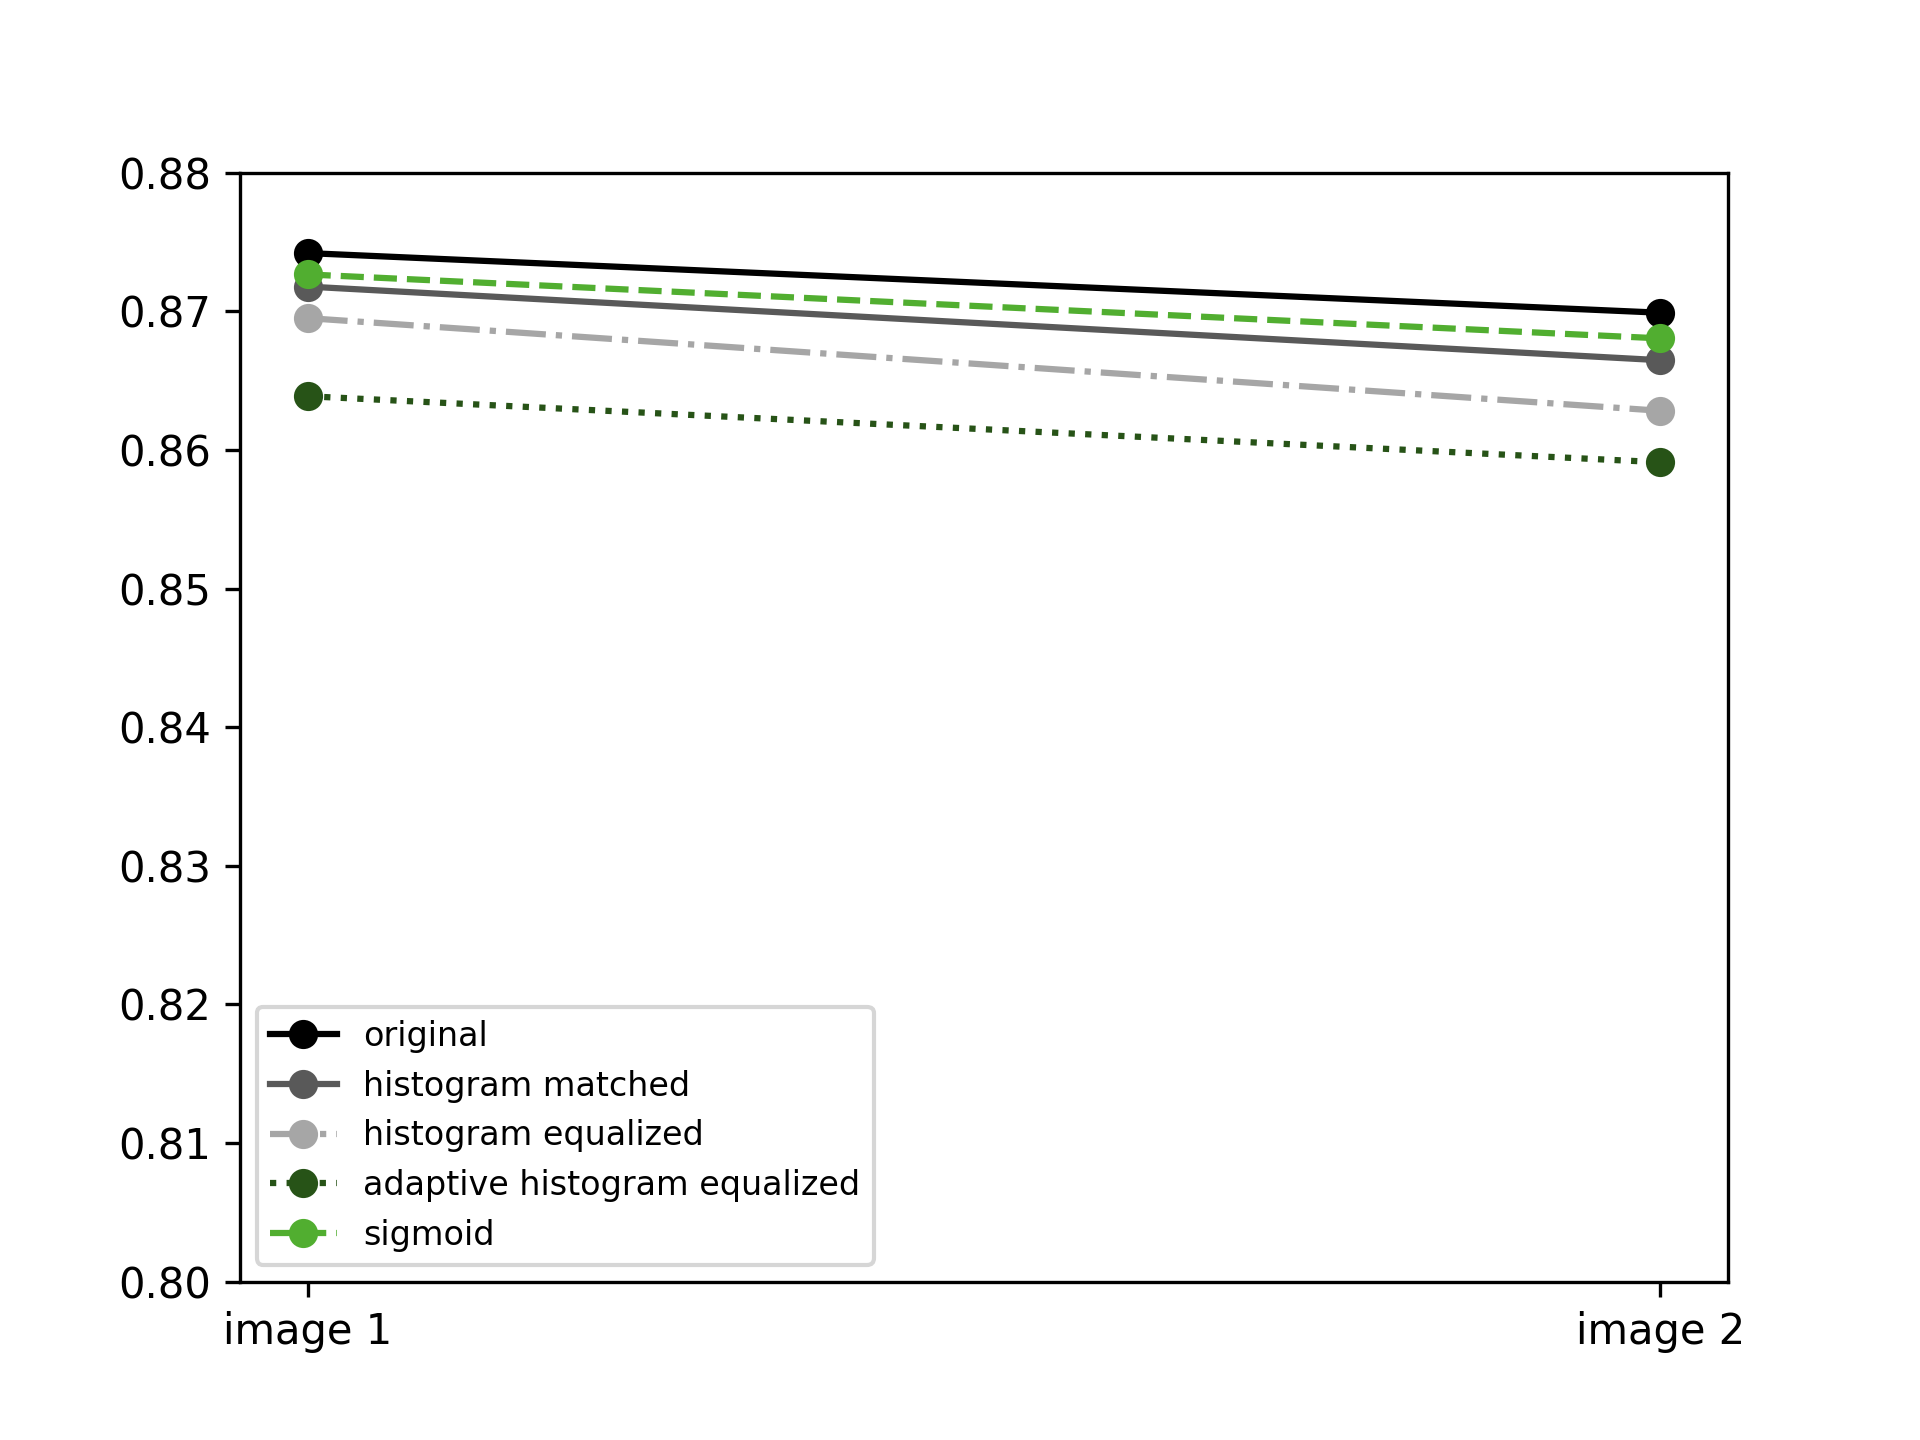 0.88
0.87
0.86
0.85
0.84
0.83
0.82
0.81
0.80
original
histogram matched
histogram equalized
adaptive histogram equalized
sigmoid
image 1
image 2